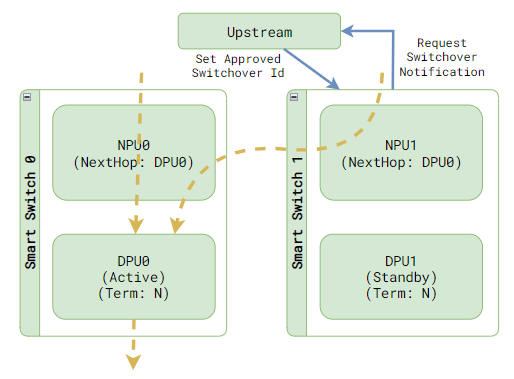 Upstream
Set Approved
Switchover Id
Request
Switchover
Notification
Smart Switch 0
NPU0
(NextHop: DPU0)
DPU0
(Active)
(Term: N)
Smart Switch 1
NPU1
(NextHop: DPU0)
DPU1
(Standby)
(Term: N)